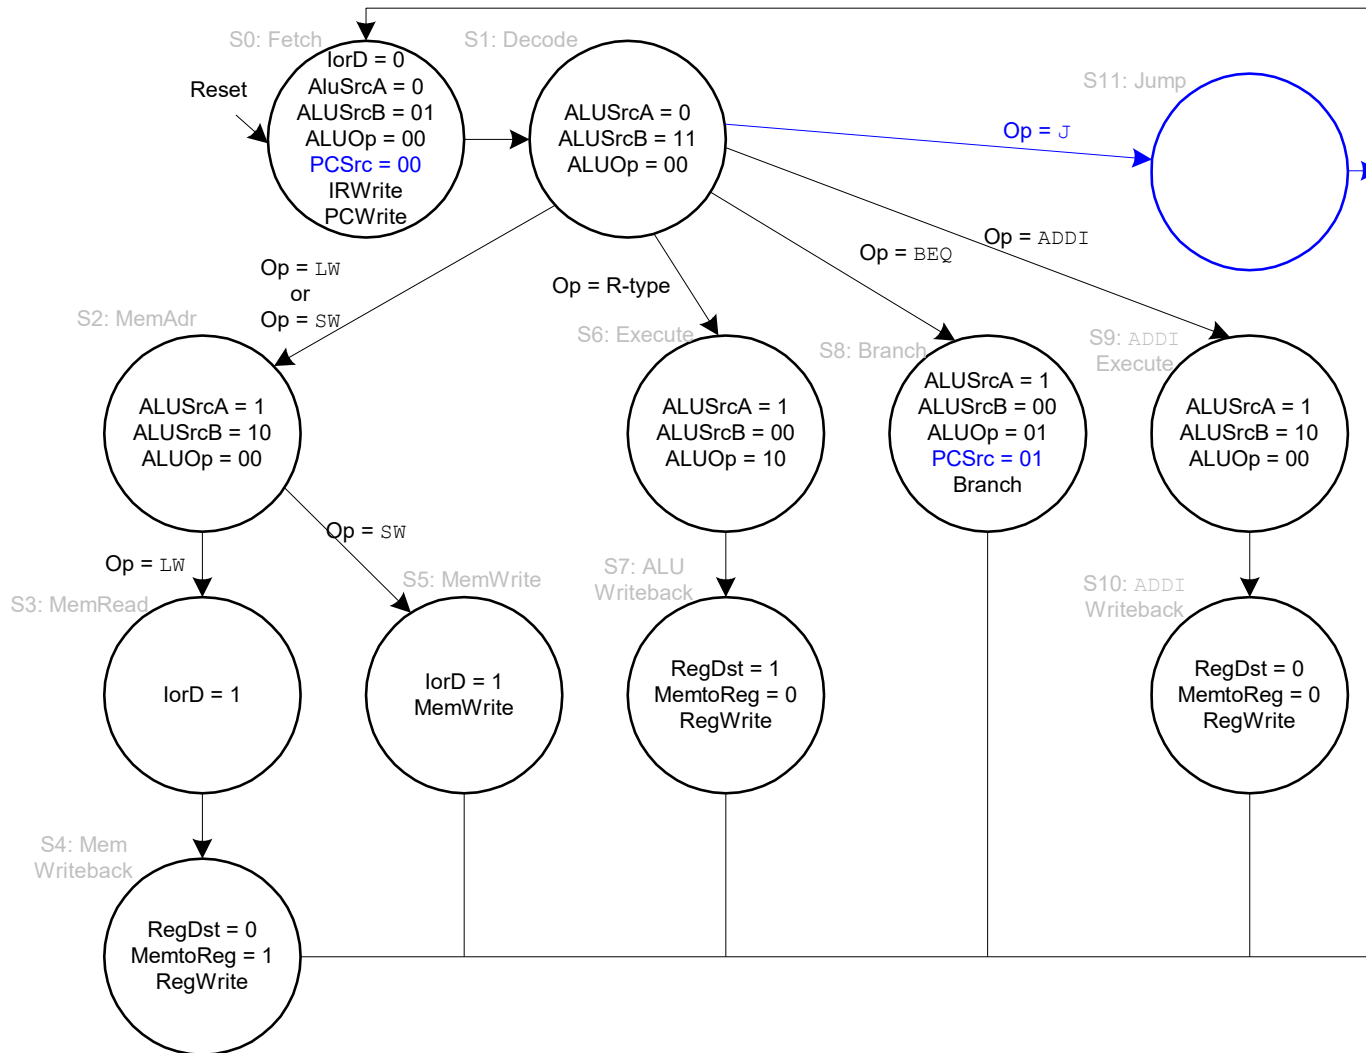 S0: Fetch
IorD = 0
AluSrcA = 0
ALUSrcB = 01
ALUOp = 00
PCSrc = 00
IRWrite
PCWrite
Reset
S1: Decode
ALUSrcA = 0
ALUSrcB = 11
ALUOp = 00
S11: Jump
Op = J
Op = ADDI
Op = BEQ
Op = R-type
Op = LW
or
Op = SW
S2: MemAdr
ALUSrcA = 1
ALUSrcB = 10
ALUOp = 00
S6: Execute
ALUSrcA = 1
ALUSrcB = 00
ALUOp = 10
S8: Branch
ALUSrcA = 1
ALUSrcB = 00
ALUOp = 01
PCSrc = 01
Branch
S9: ADDI
Execute
ALUSrcA = 1
ALUSrcB = 10
ALUOp = 00
Op = LW
Op = SW
S3: MemRead
IorD = 1
S5: MemWrite
IorD = 1
MemWrite
S7: ALU
Writeback
RegDst = 1
MemtoReg = 0
RegWrite
S10: ADDI
Writeback
RegDst = 0
MemtoReg = 0
RegWrite
S4: Mem
Writeback
RegDst = 0
MemtoReg = 1
RegWrite